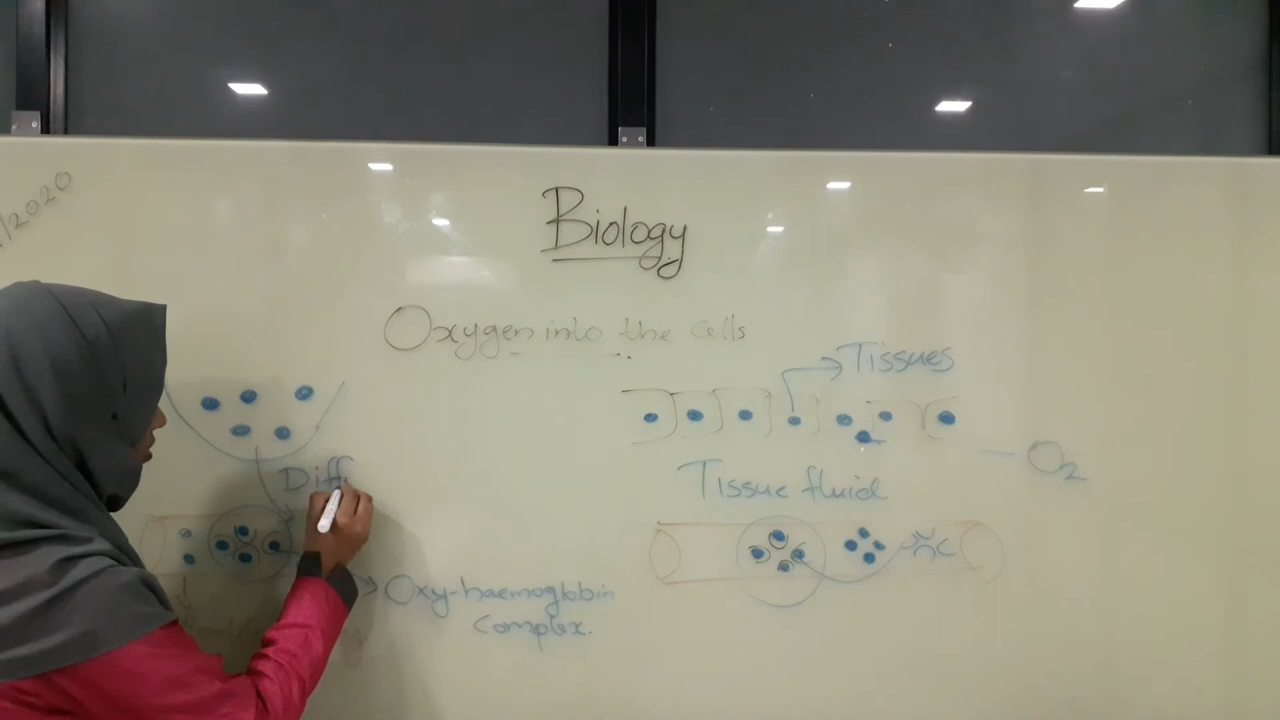 /2020
Biology
Oxygen into the cells
Tissues
O2
Diff
Tissue fluid
Oxy-haemoglobin
Complex.